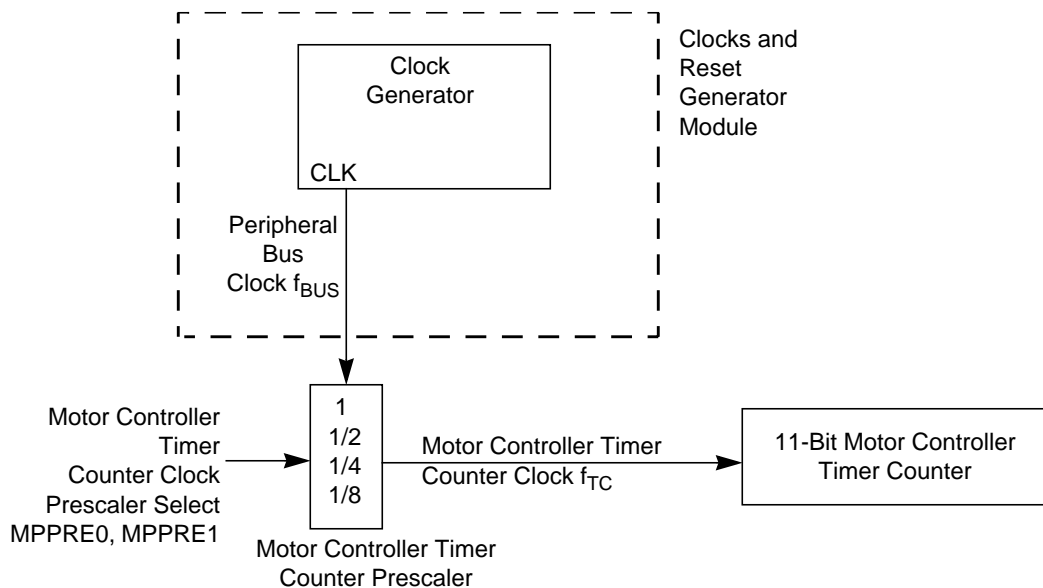 Clocks and
Reset
Generator
Module
Clock
Generator
CLK
Peripheral
Bus
Clock fBUS
Motor Controller
Timer
Counter Clock
Prescaler Select
MPPRE0, MPPRE1
1
1/2
1/4
1/8
Motor Controller Timer
Counter Prescaler
Motor Controller Timer
Counter Clock fTC
11-Bit Motor Controller
Timer Counter